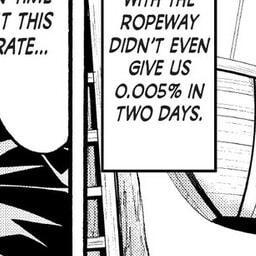 WITH THE
ROPEWAY
DIDN'T EVEN
GIVE US
0.005% IN
TWO DAYS.
TIME
THIS
RATE...